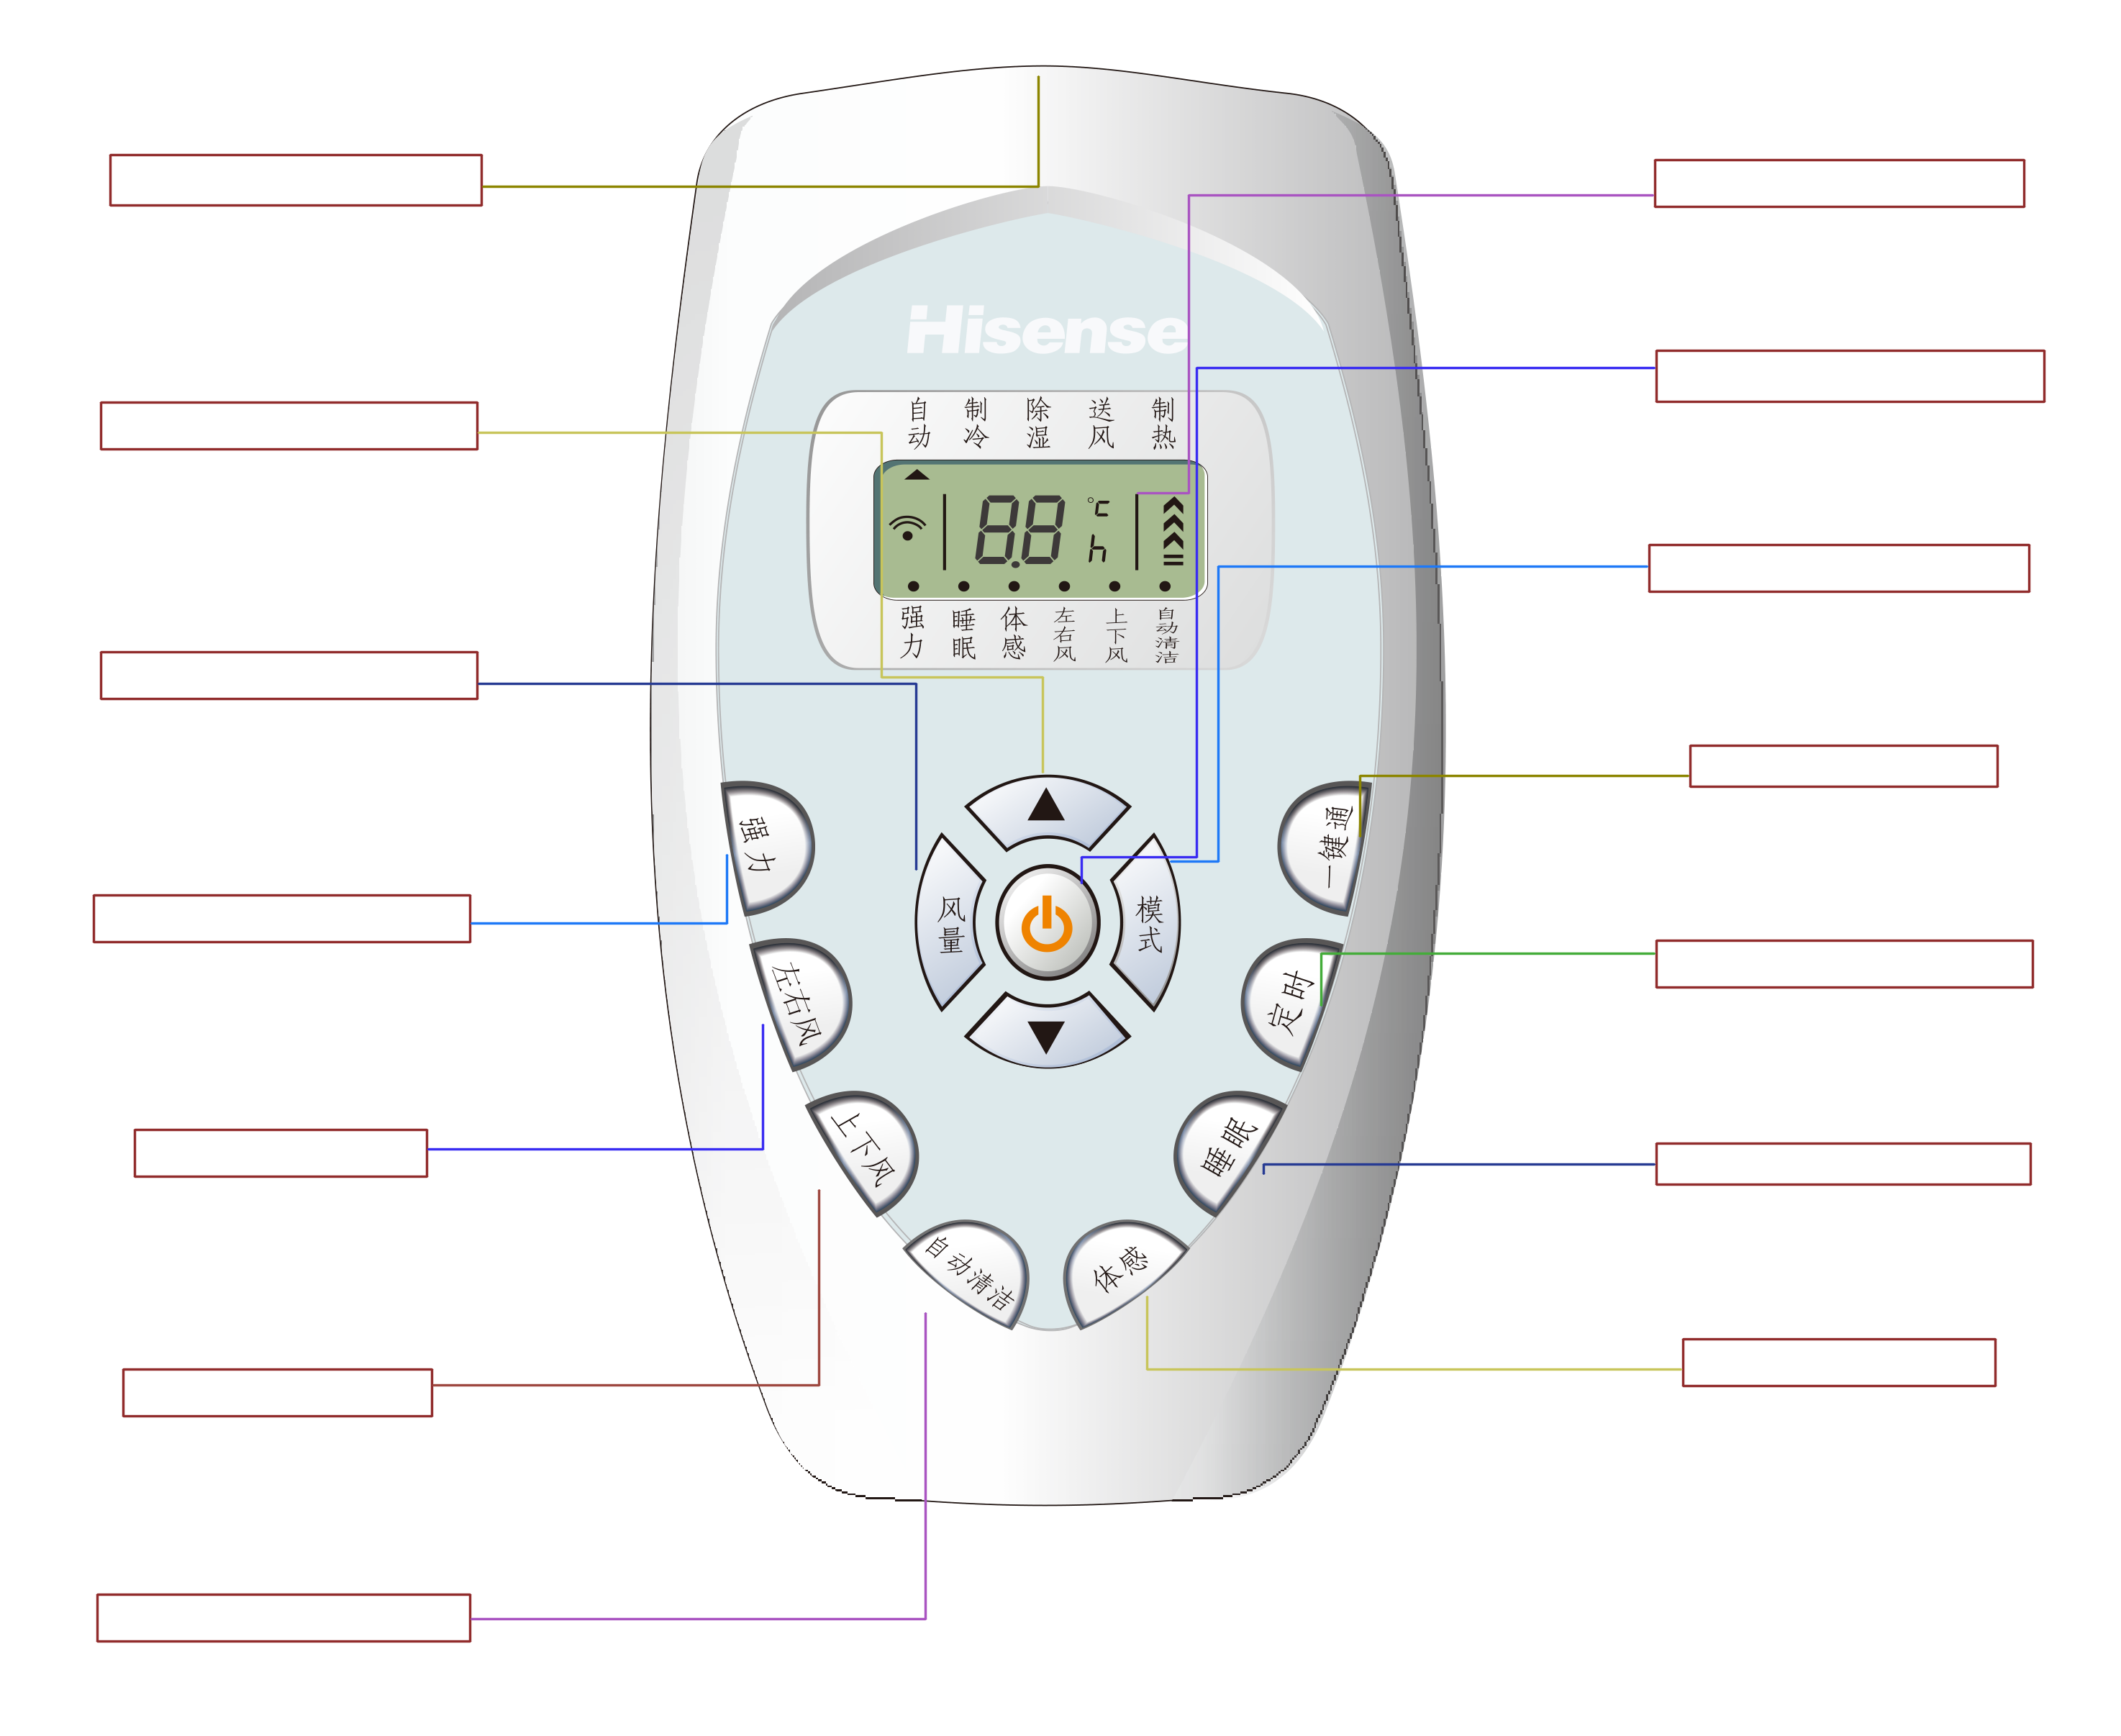 Hisense
自动 制冷 除湿 送风 制热
8.8 °C
h
强力 睡眠 体感 左右风 上下风 自动清洁
强力
一键通
风量
模式
左右风
定时
上下风
睡眠
自动清洁
体感